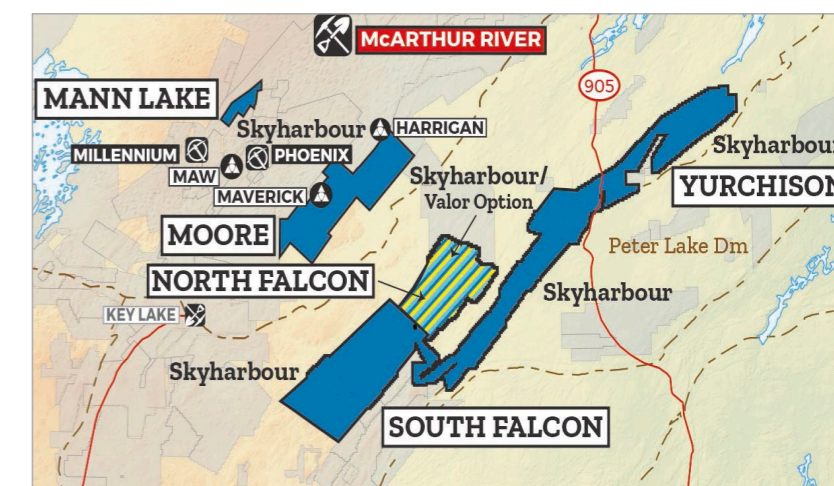 McARTHUR RIVER
905
MANN LAKE
Skyharbour
HARRIGAN
MILLENNIUM
PHOENIX
MAW
MAVERICK
Skyharbour/
Valor Option
Skyharbour
YURCHISON
MOORE
NORTH FALCON
Peter Lake Dm
KEY LAKE
Skyharbour
Skyharbour
SOUTH FALCON